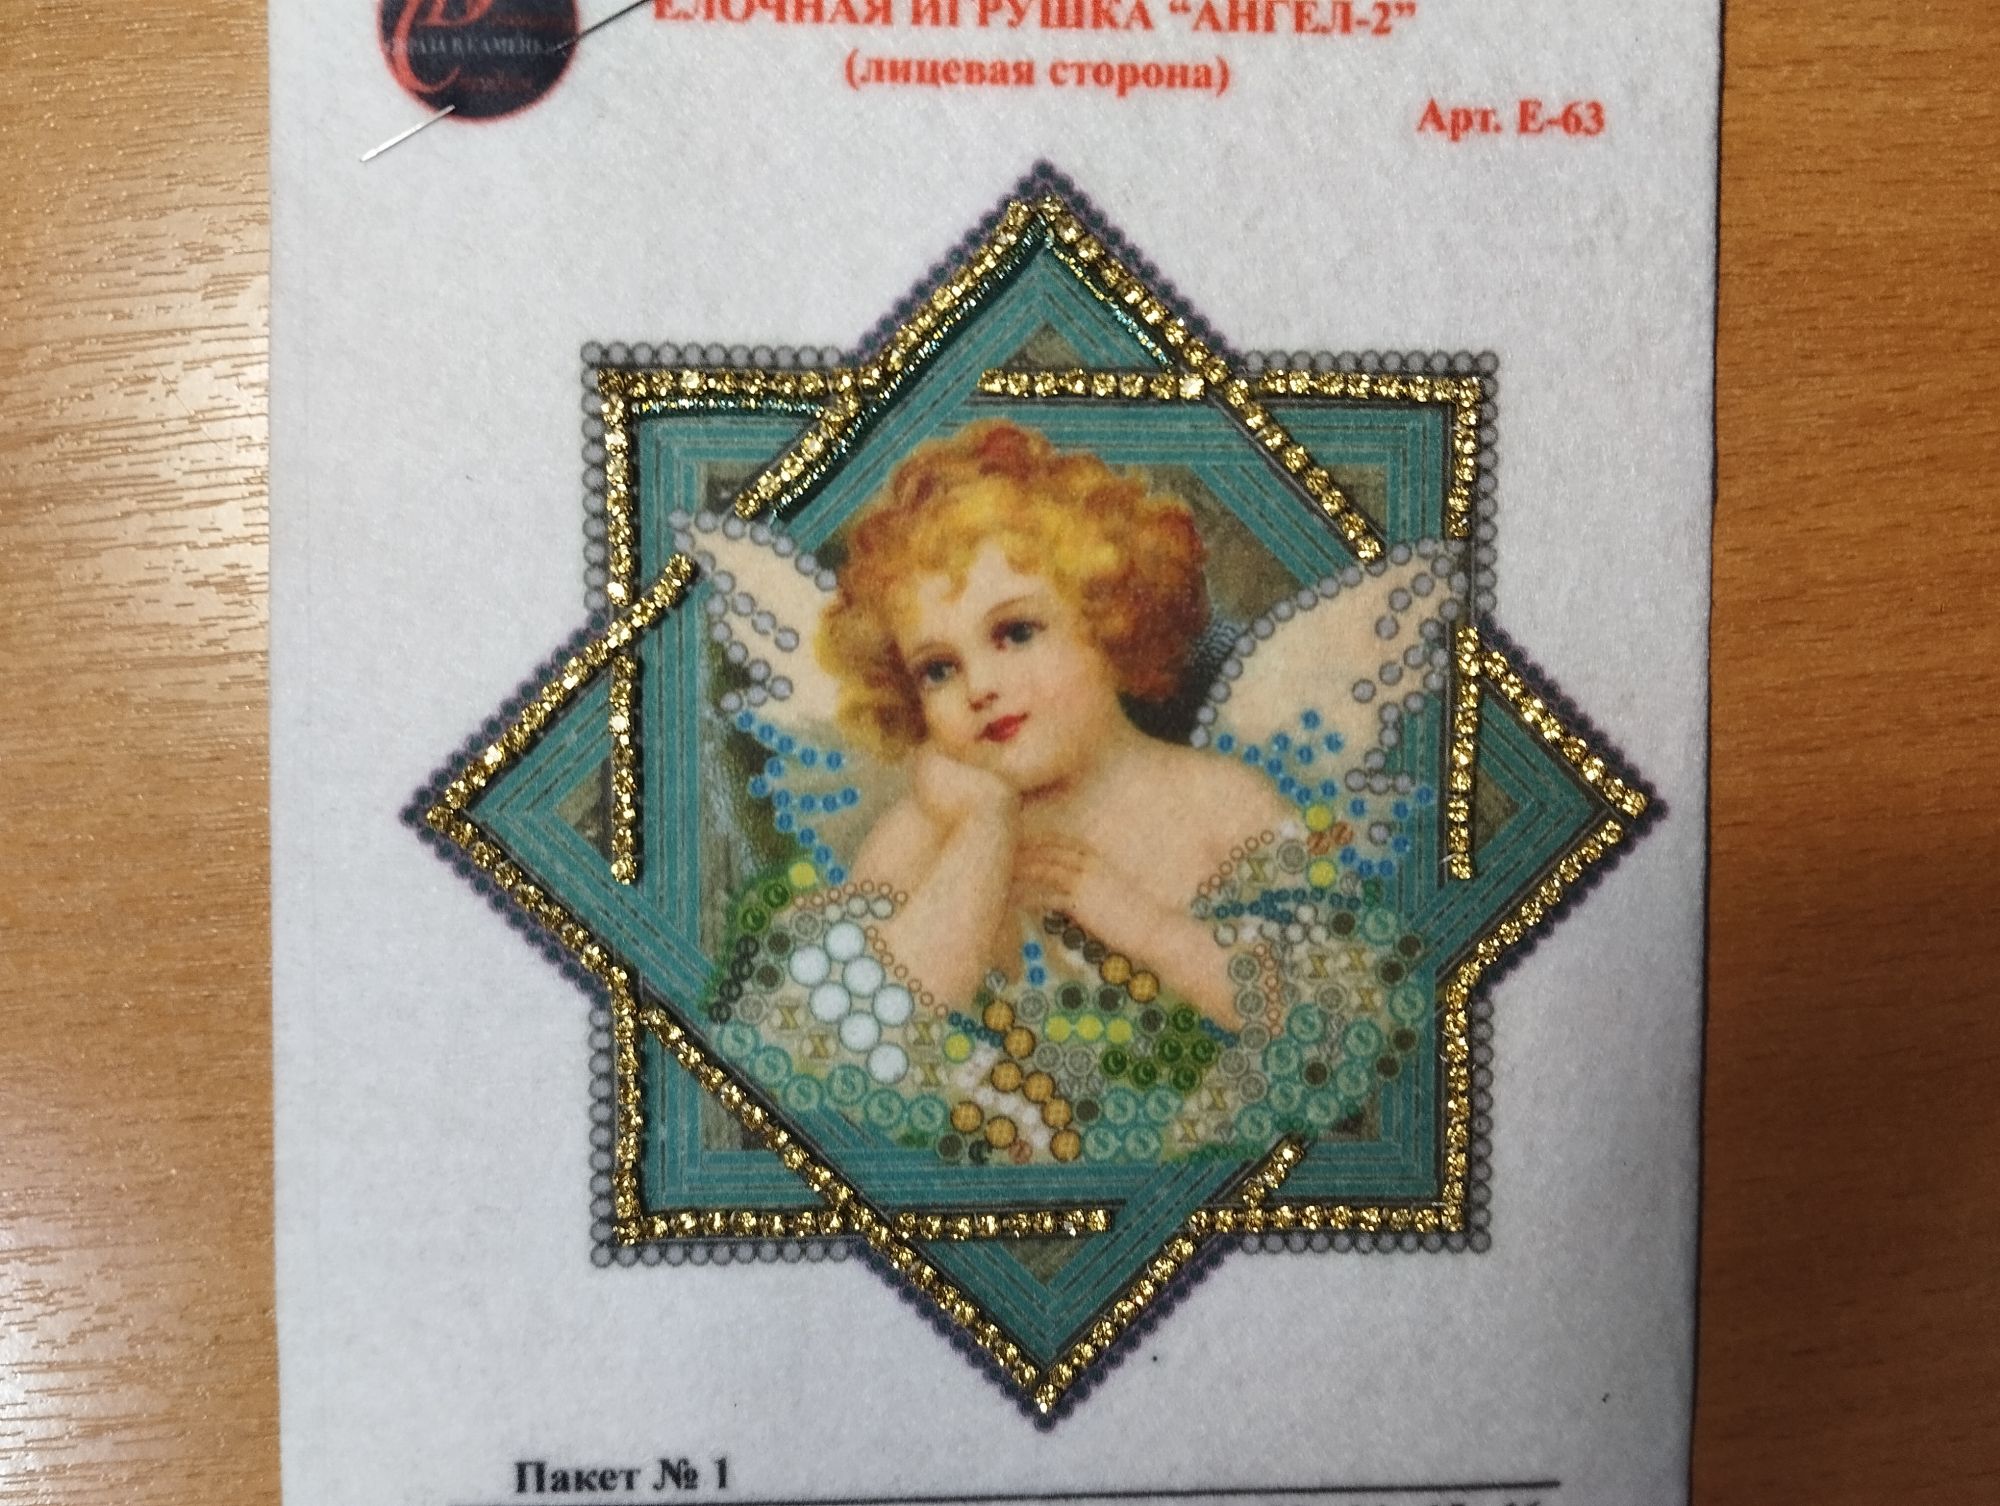 ЕЛОЧНАЯ ИГРУШКА “АНГЕЛ-2”
(лицевая сторона)
Арт. Е-63
Пакет № 1